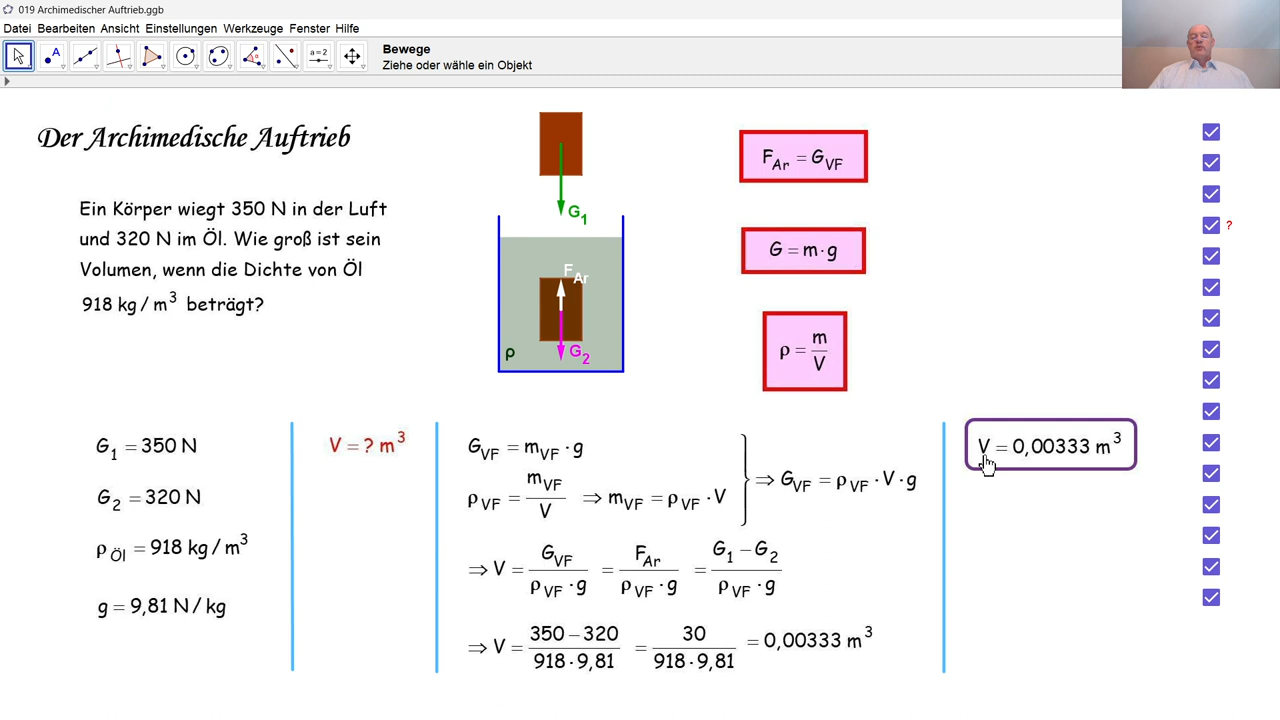 019 Archimedischer Auftrieb.ggb
Datei Bearbeiten Ansicht Einstellungen Werkzeuge Fenster Hilfe
A
a=2
Bewege
Ziehe oder wähle ein Objekt
Der Archimedische Auftrieb
Ein Körper wiegt 350 N in der Luft
und 320 N im Öl. Wie groß ist sein
Volumen, wenn die Dichte von Öl
918 kg / m³ beträgt?
G₁
F_Ar
G₂
ρ
F_Ar = G_VF
G = m·g
ρ = m/V
?
G₁ = 350 N
G₂ = 320 N
ρ_Öl = 918 kg / m³
g = 9,81 N / kg
V = ? m³
G_VF = m_VF · g
ρ_VF = m_VF / V ⇒ m_VF = ρ_VF · V
⇒ G_VF = ρ_VF · V · g
⇒ V = G_VF / (ρ_VF · g) = F_Ar / (ρ_VF · g) = (G₁ − G₂) / (ρ_VF · g)
⇒ V = (350 − 320) / (918 · 9,81) = 30 / (918 · 9,81) = 0,00333 m³
V = 0,00333 m³